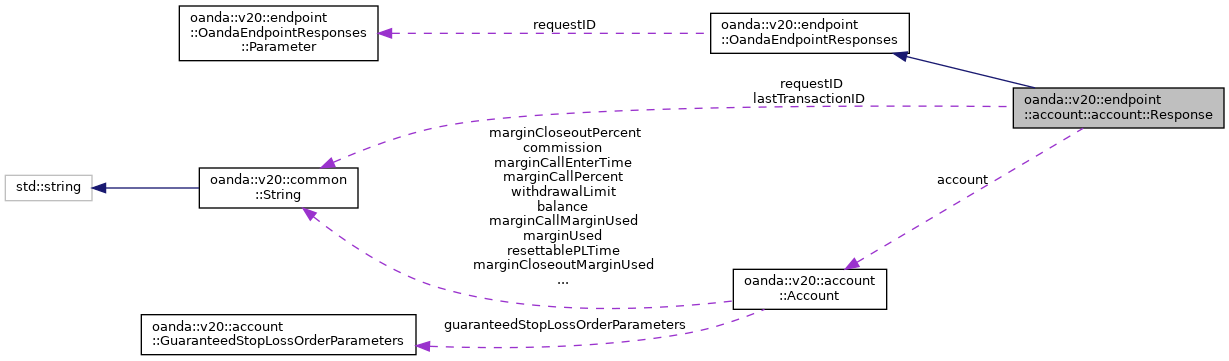 oanda::v20::endpoint
::OandaEndpointResponses
::Parameter
requestID
oanda::v20::endpoint
::OandaEndpointResponses
requestID
lastTransactionID
oanda::v20::endpoint
::account::account::Response
marginCloseoutPercent
commission
marginCallEnterTime
marginCallPercent
withdrawalLimit
balance
marginCallMarginUsed
marginUsed
resettablePLTime
marginCloseoutMarginUsed
...
std::string
oanda::v20::common
::String
account
oanda::v20::account
::Account
guaranteedStopLossOrderParameters
oanda::v20::account
::GuaranteedStopLossOrderParameters